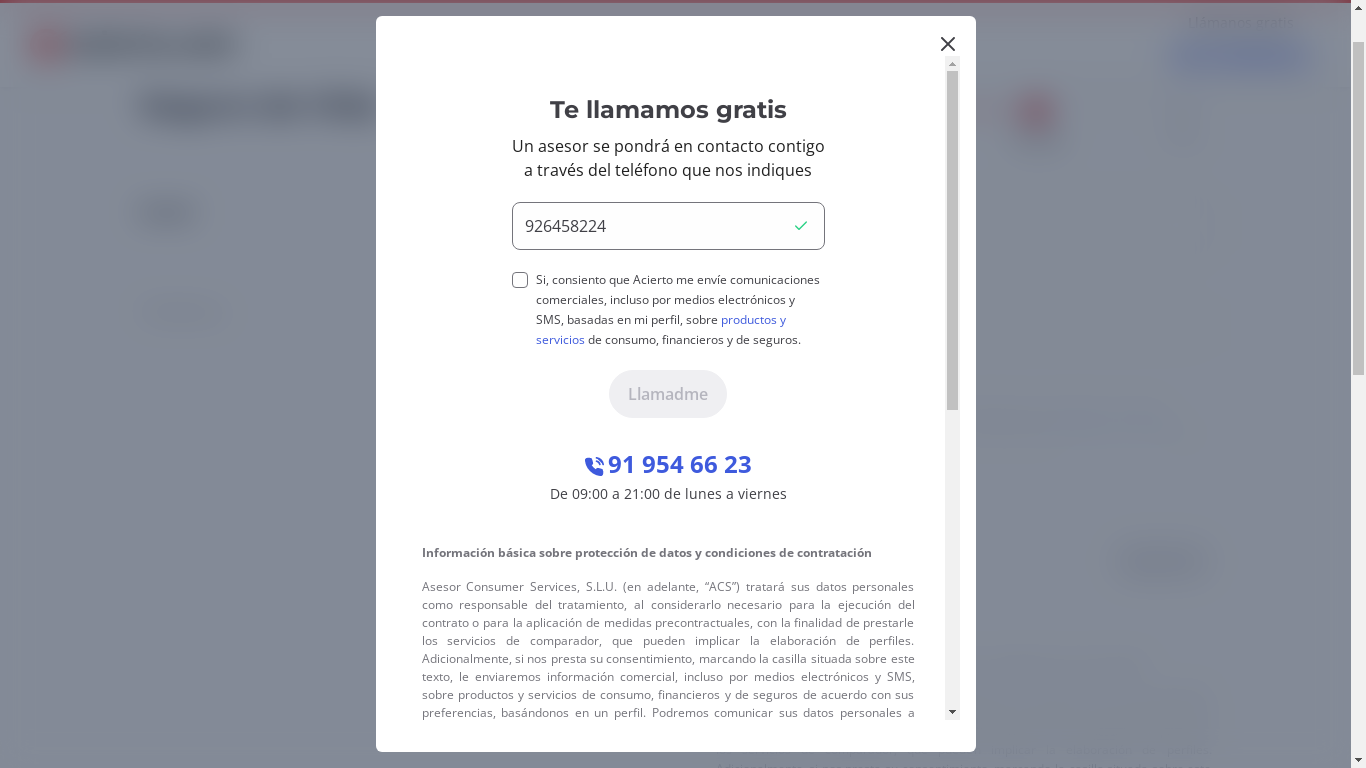 Te llamamos gratis
Un asesor se pondrá en contacto contigo
a través del teléfono que nos indiques
926458224
Si, consiento que Acierto me envíe comunicaciones
comerciales, incluso por medios electrónicos y
SMS, basadas en mi perfil, sobre productos y
servicios de consumo, financieros y de seguros.
Llamadme
91 954 66 23
De 09:00 a 21:00 de lunes a viernes
Información básica sobre protección de datos y condiciones de contratación
Asesor Consumer Services, S.L.U. (en adelante, “ACS”) tratará sus datos personales
como responsable del tratamiento, al considerarlo necesario para la ejecución del
contrato o para la aplicación de medidas precontractuales, con la finalidad de prestarle
los servicios de comparador, que pueden implicar la elaboración de perfiles.
Adicionalmente, si nos presta su consentimiento, marcando la casilla situada sobre este
texto, le enviaremos información comercial, incluso por medios electrónicos y SMS,
sobre productos y servicios de consumo, financieros y de seguros de acuerdo con sus
preferencias, basándonos en un perfil. Podremos comunicar sus datos personales a